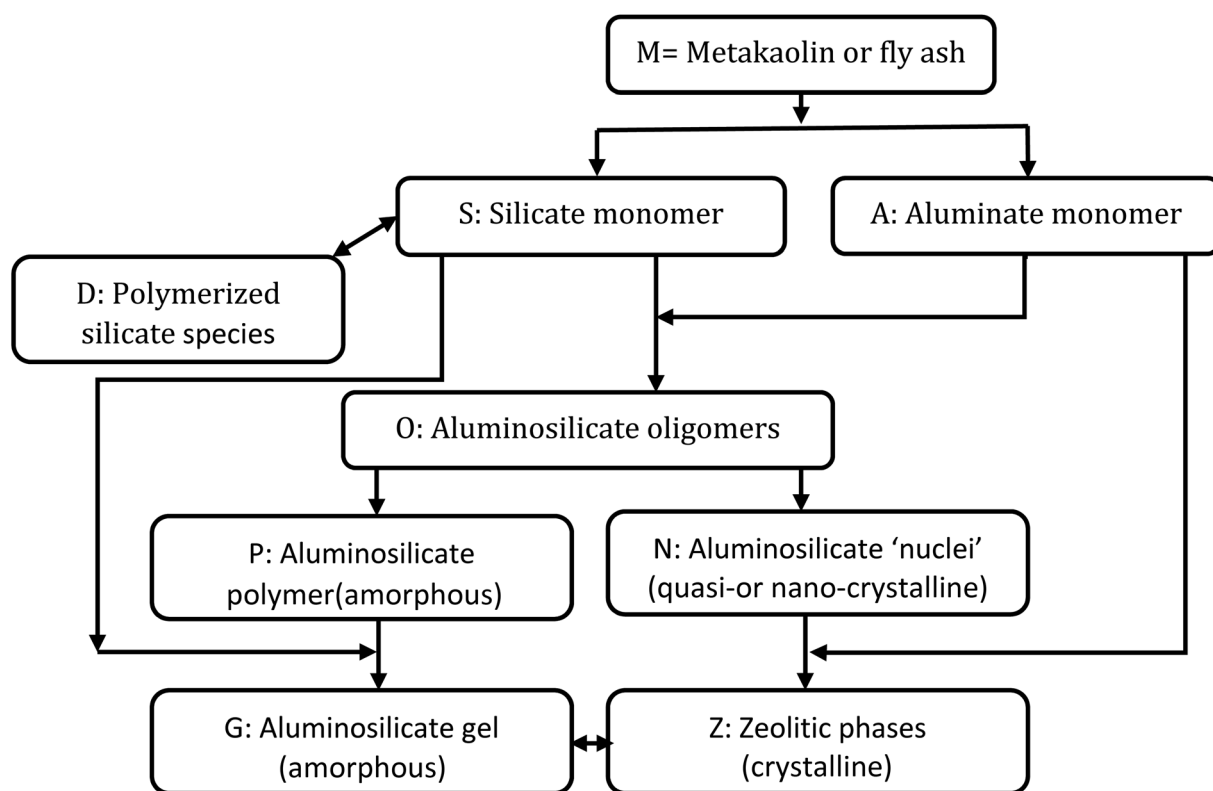 M= Metakaolin or fly ash
S: Silicate monomer
A: Aluminate monomer
D: Polymerized
silicate species
O: Aluminosilicate oligomers
P: Aluminosilicate
polymer(amorphous)
N: Aluminosilicate ‘nuclei’
(quasi-or nano-crystalline)
G: Aluminosilicate gel
(amorphous)
Z: Zeolitic phases
(crystalline)